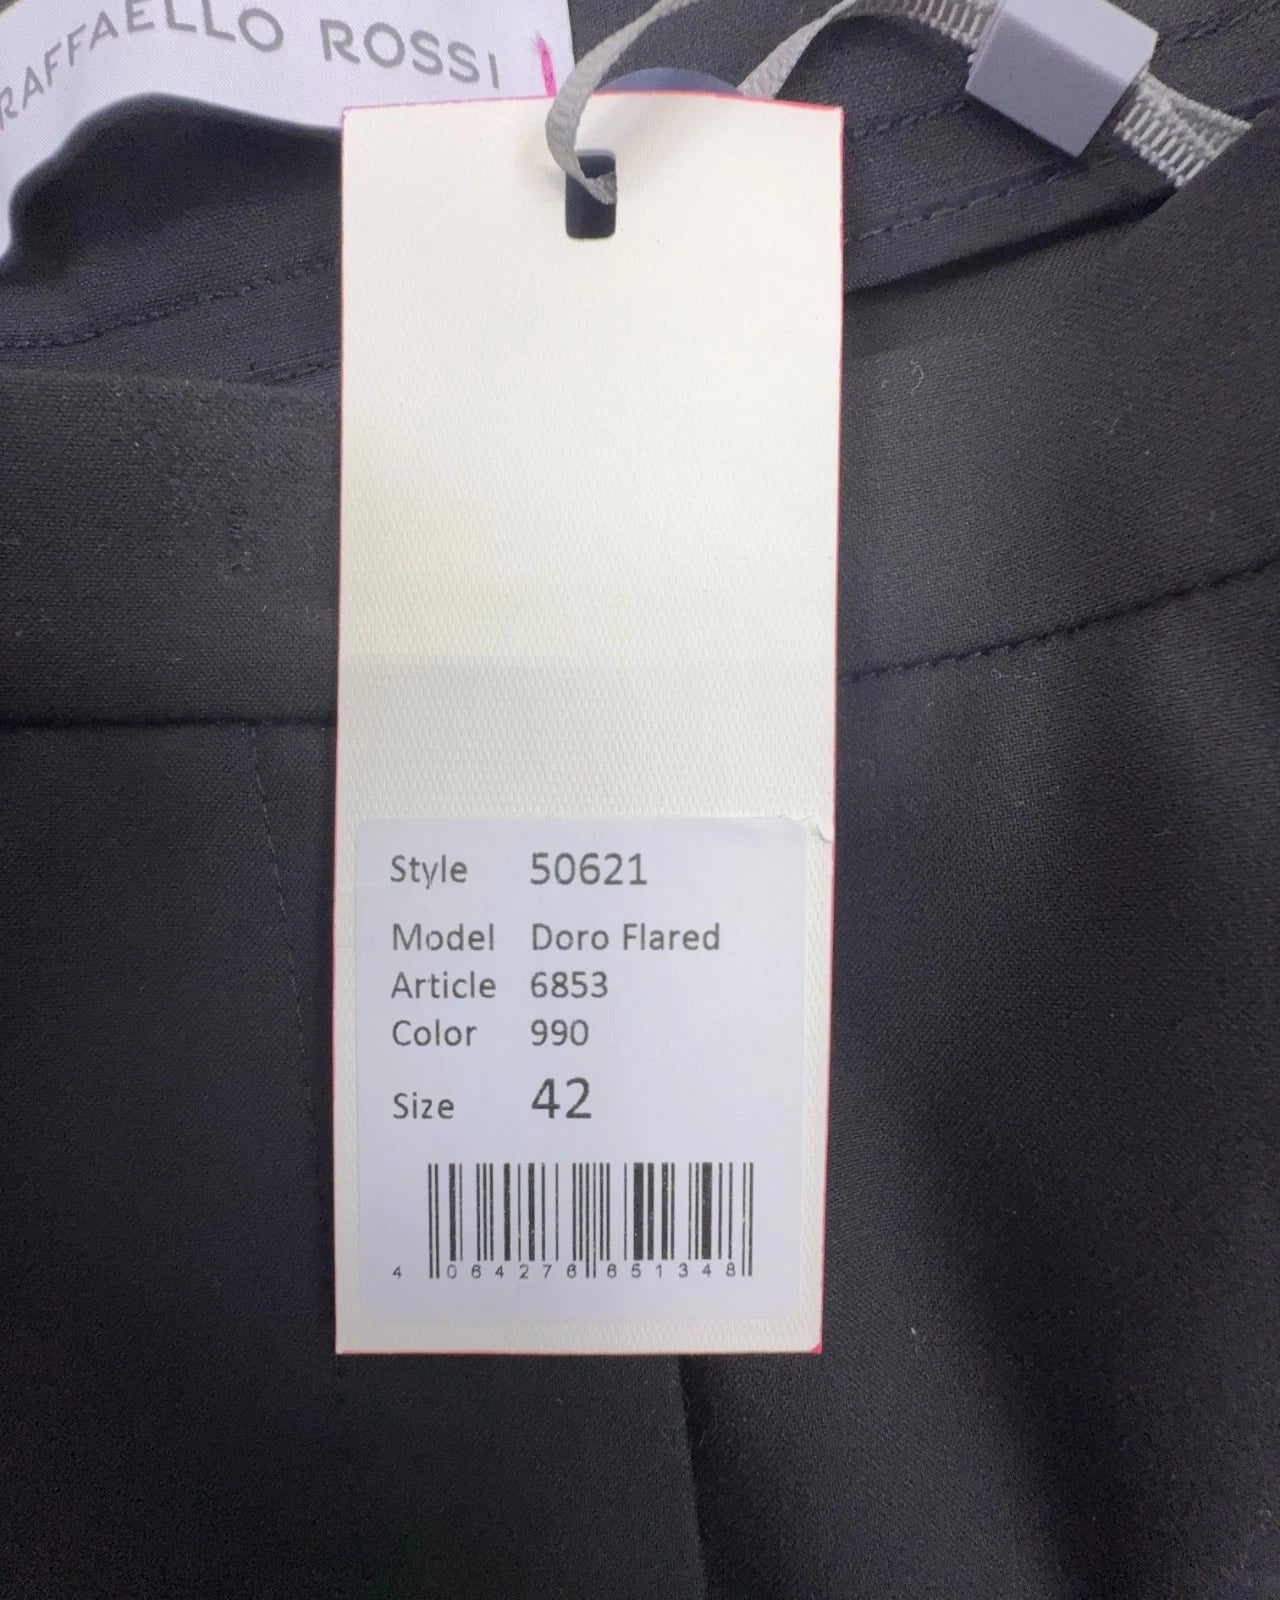 RAFFAELLO ROSSI
Style 50621
Model Doro Flared
Article 6853
Color 990
Size 42
4 064276 651348